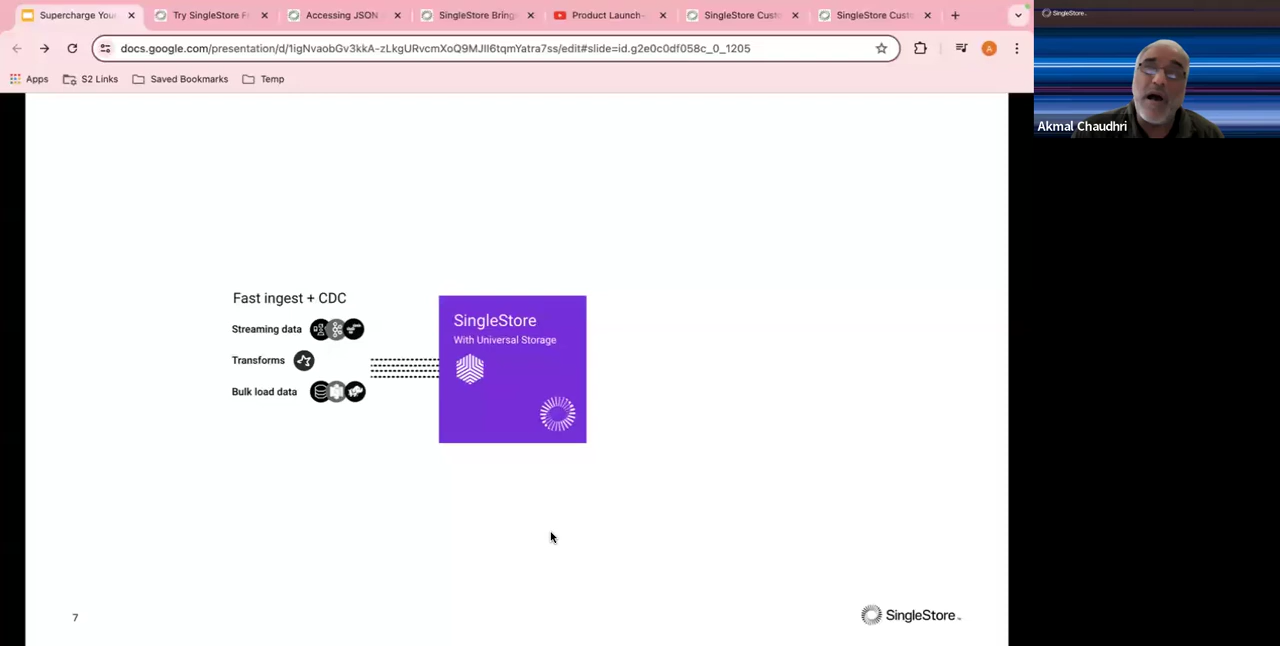 Supercharge You
Try SingleStore F
Accessing JSON
SingleStore Bring
Product Launch-
SingleStore Cust
SingleStore Cust
docs.google.com/presentation/d/1igNvaobGv3kkA-zLkgURvcmXoQ9MJIl6tqmYatra7ss/edit#slide=id.g2e0c0df058c_0_1205
A
Apps
S2 Links
Saved Bookmarks
Temp
SingleStore
Akmal Chaudhri
Fast ingest + CDC
Streaming data
Transforms
Bulk load data
SingleStore
With Universal Storage
7
SingleStore